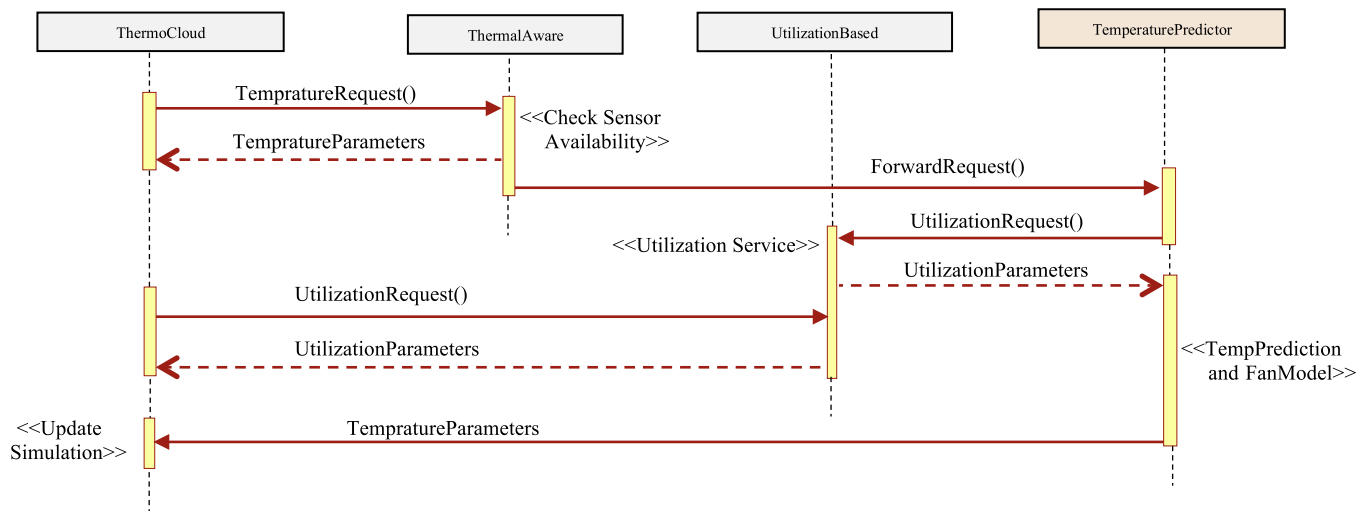 ThermoCloud
ThermalAware
UtilizationBased
TemperaturePredictor
TempratureRequest()
<<Check Sensor
Availability>>
TempratureParameters
ForwardRequest()
UtilizationRequest()
<<Utilization Service>>
UtilizationParameters
UtilizationRequest()
UtilizationParameters
<<TempPrediction
and FanModel>>
<<Update
Simulation>>
TempratureParameters